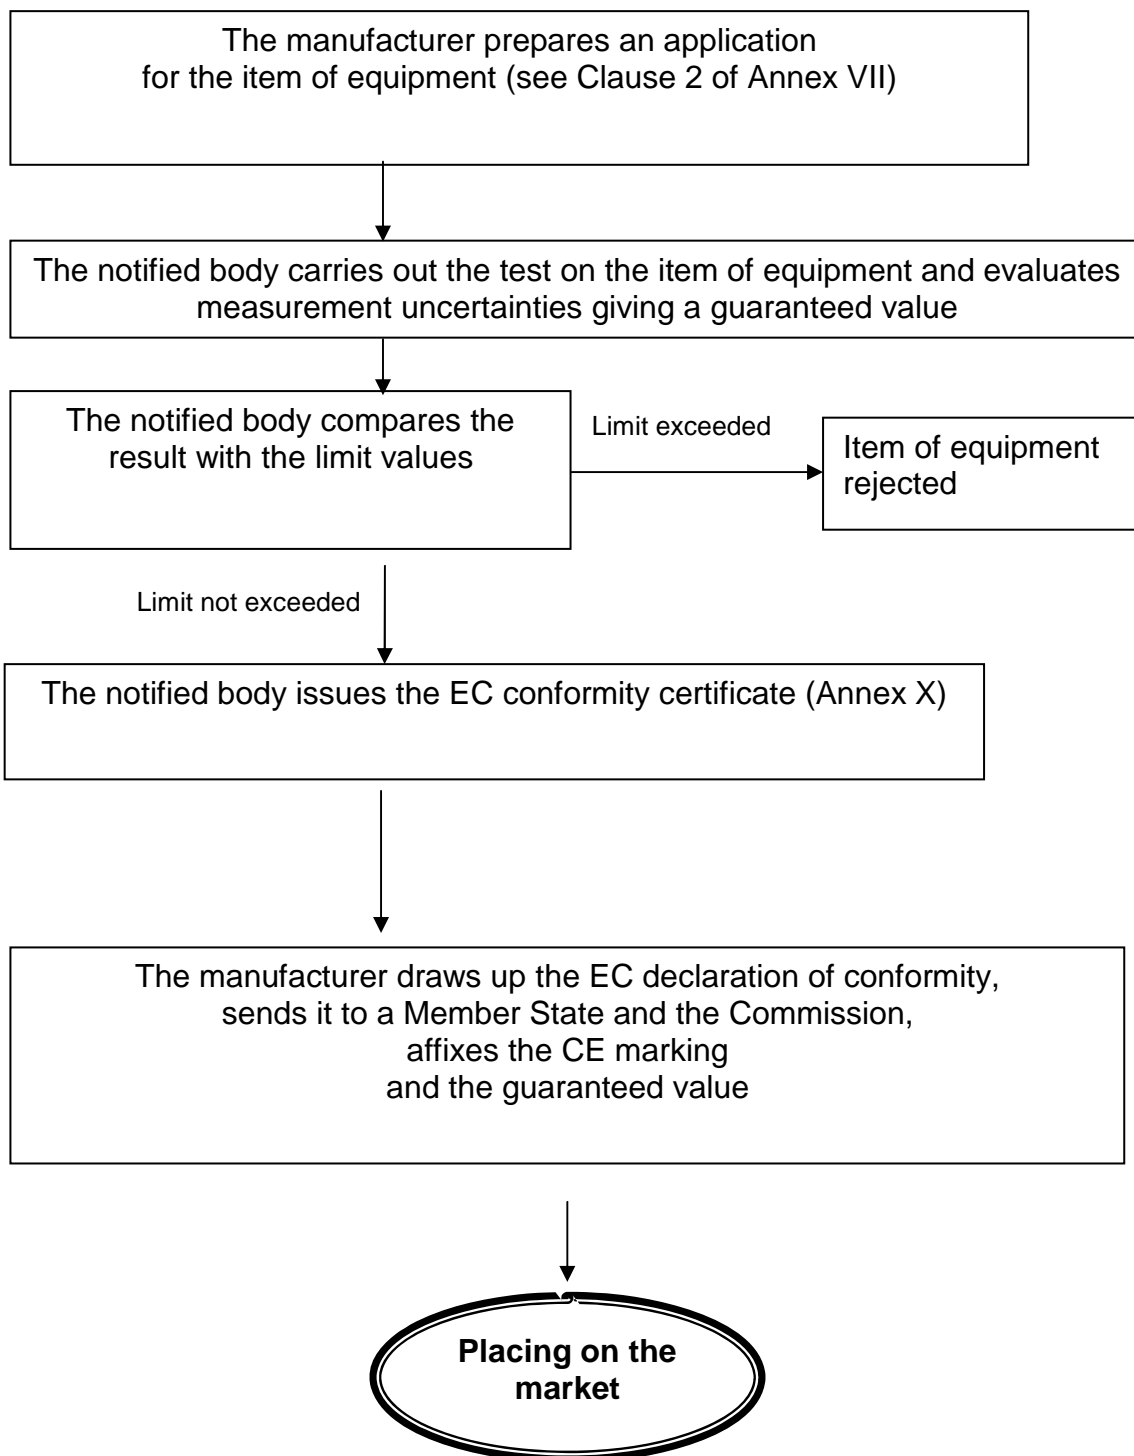 The manufacturer prepares an application
for the item of equipment (see Clause 2 of Annex VII)
The notified body carries out the test on the item of equipment and evaluates
measurement uncertainties giving a guaranteed value
The notified body compares the
result with the limit values
Limit exceeded
Item of equipment
rejected
Limit not exceeded
The notified body issues the EC conformity certificate (Annex X)
The manufacturer draws up the EC declaration of conformity,
sends it to a Member State and the Commission,
affixes the CE marking
and the guaranteed value
Placing on the
market